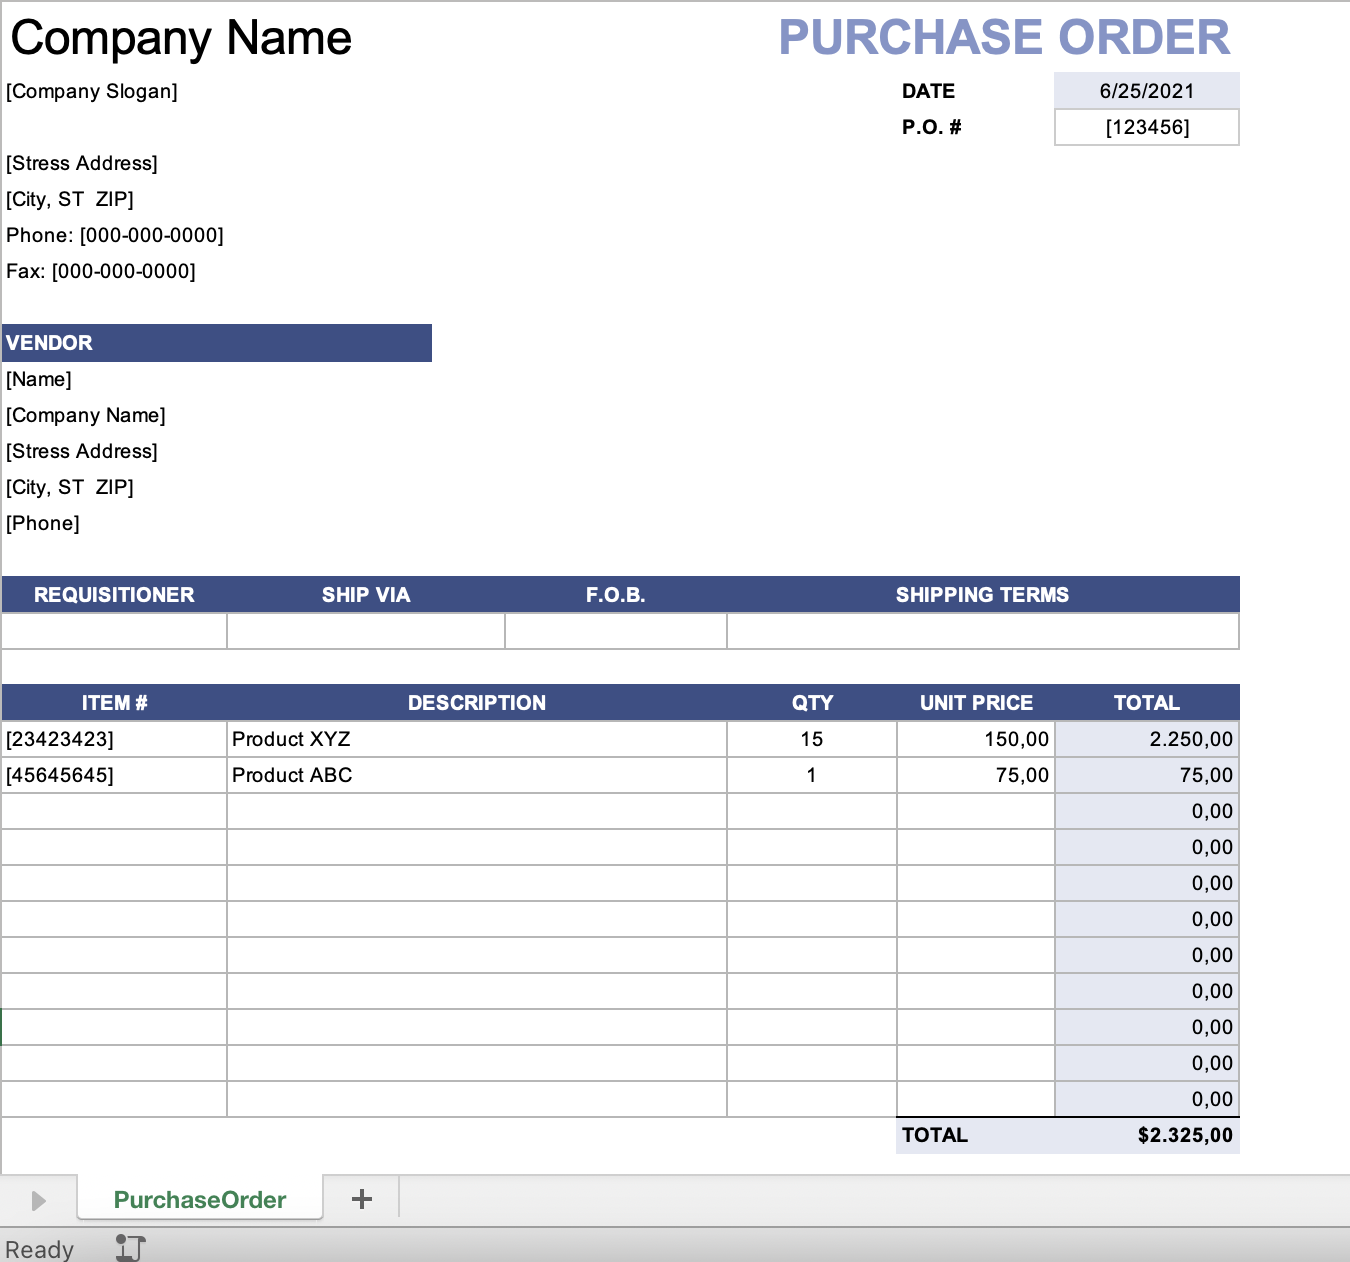 Company Name
PURCHASE ORDER
[Company Slogan]
DATE 6/25/2021
P.O. # [123456]
[Stress Address]
[City, ST  ZIP]
Phone: [000-000-0000]
Fax: [000-000-0000]
VENDOR
[Name]
[Company Name]
[Stress Address]
[City, ST  ZIP]
[Phone]
REQUISITIONER SHIP VIA F.O.B. SHIPPING TERMS
ITEM # DESCRIPTION QTY UNIT PRICE TOTAL
[23423423] Product XYZ 15 150,00 2.250,00
[45645645] Product ABC 1 75,00 75,00
0,00
0,00
0,00
0,00
0,00
0,00
0,00
0,00
0,00
TOTAL $2.325,00
PurchaseOrder +
Ready